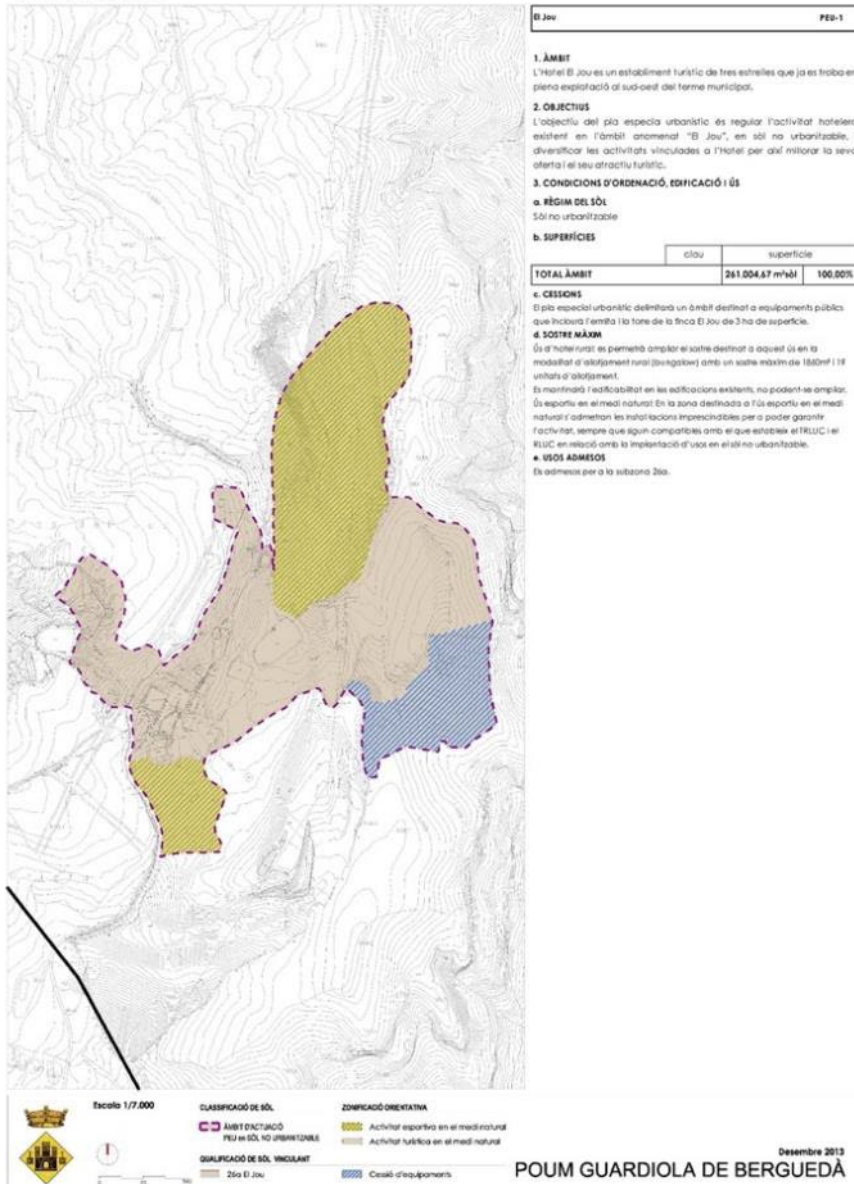 El Jou PEU-1
1. ÀMBIT
L'Hotel El Jou es un establiment turístic de tres estrelles que ja es troba en
plena explotació al sud-oest del terme municipal.
2. OBJECTIUS
L'objectiu del pla especia urbanístic és regular l'activitat hotelera
existent en l'àmbit anomenat "El Jou", en sòl no urbanitzable, i
diversificar les activitats vinculades a l'Hotel per així millorar la seva
oferta i el seu atractiu turístic.
3. CONDICIONS D'ORDENACIÓ, EDIFICACIÓ I ÚS
a. RÈGIM DEL SÒL
Sòl no urbanitzable
b. SUPERFÍCIES
clau superfície
TOTAL ÀMBIT 261.004,67 m²sòl 100,00%
c. CESSIONS
El pla especial urbanístic delimitarà un àmbit destinat a equipaments públics
que inclourà l'ermita i la torre de la finca El Jou de 3 ha de superfície.
d. SOSTRE MÀXIM
Ús d'hotel rural: es permetrà ampliar el sostre destinat a aquest ús en la
modalitat d'allotjament rural (bungalow) amb un sostre màxim de 1860m² i 19
unitats d'allotjament.
Es mantindrà l'edificabilitat en les edificacions existents, no podent-se ampliar.
Ús esportiu en el medi natural: En la zona destinada a l'ús esportiu en el medi
natural s'admetran les instal·lacions imprescindibles per a poder garantir
l'activitat, sempre que siguin compatibles amb el que estableix el TRLUC i el
RLUC en relació amb la implantació d'usos en el sòl no urbanitzable.
e. USOS ADMESOS
Els admesos per a la subzona 26a.
Escala 1/7.000
CLASSIFICACIÓ DE SÒL
ÀMBIT D'ACTUACIÓ
PEU en SÒL NO URBANITZABLE
QUALIFICACIÓ DE SÒL VINCULANT
26a El Jou
ZONIFICACIÓ ORIENTATIVA
Activitat esportiva en el medi natural
Activitat turística en el medi natural
Cessió d'equipaments
Desembre 2013
POUM GUARDIOLA DE BERGUEDÀ